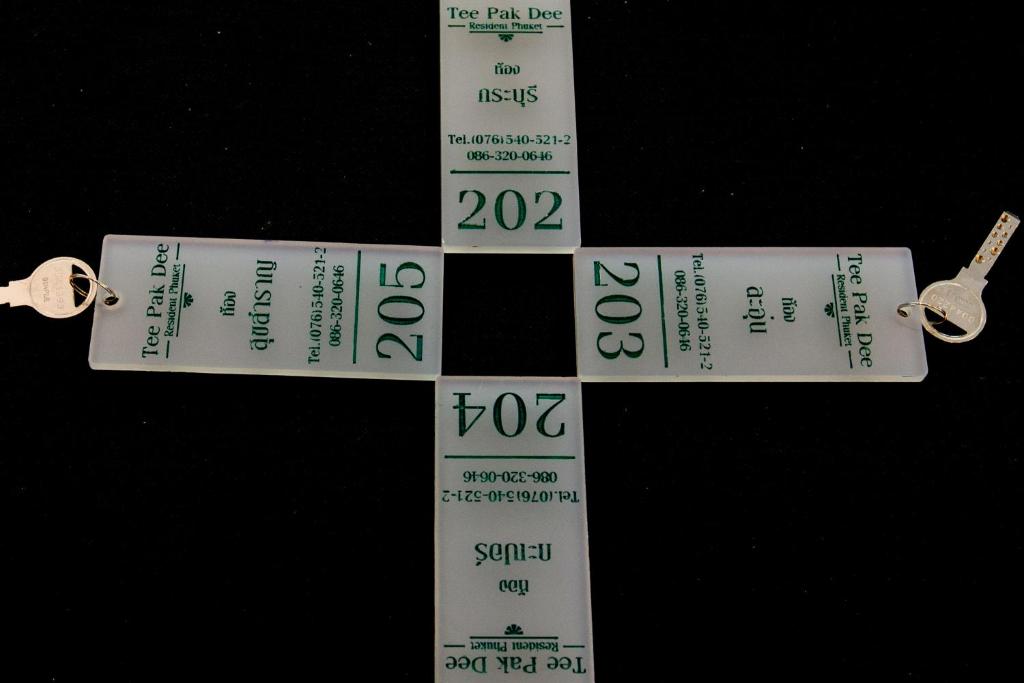 Tee Pak Dee
Resident Phuket
ห้อง
กระบุรี
Tel.(076)540-521-2
086-320-0646
202
Tee Pak Dee
Resident Phuket
ห้อง
สุขสำราญ
Tel.(076)540-521-2
086-320-0646
205
Tee Pak Dee
Resident Phuket
ห้อง
ละอุ่น
Tel.(076)540-521-2
086-320-0646
203
Tee Pak Dee
Resident Phuket
ห้อง
กะเปอร์
Tel.(076)540-521-2
086-320-0646
204